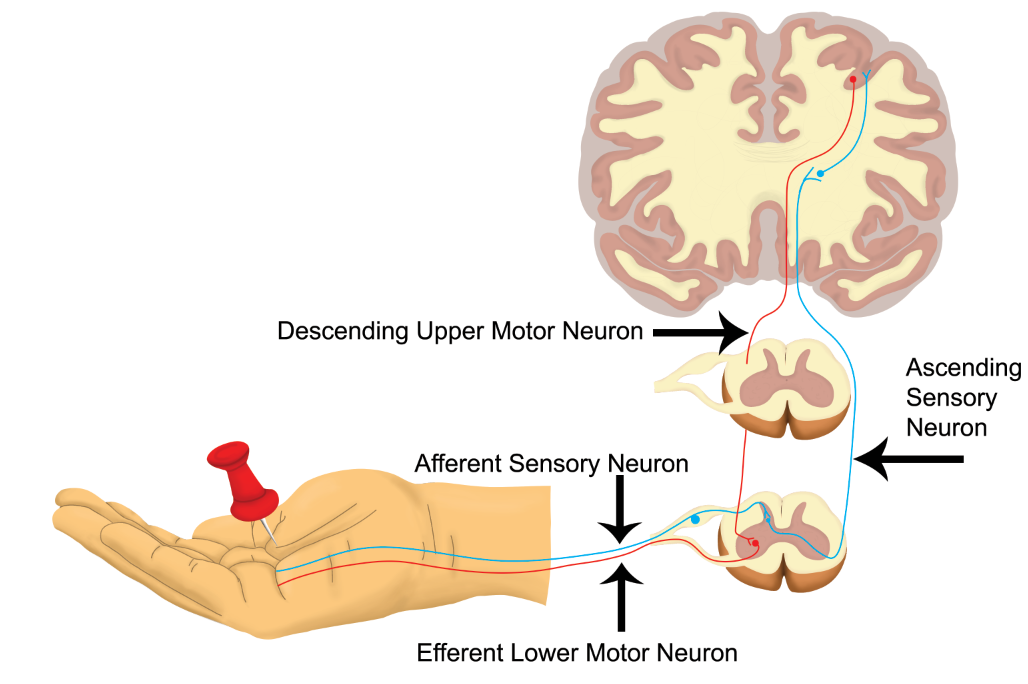 Descending Upper Motor Neuron
Ascending
Sensory
Neuron
Afferent Sensory Neuron
Efferent Lower Motor Neuron